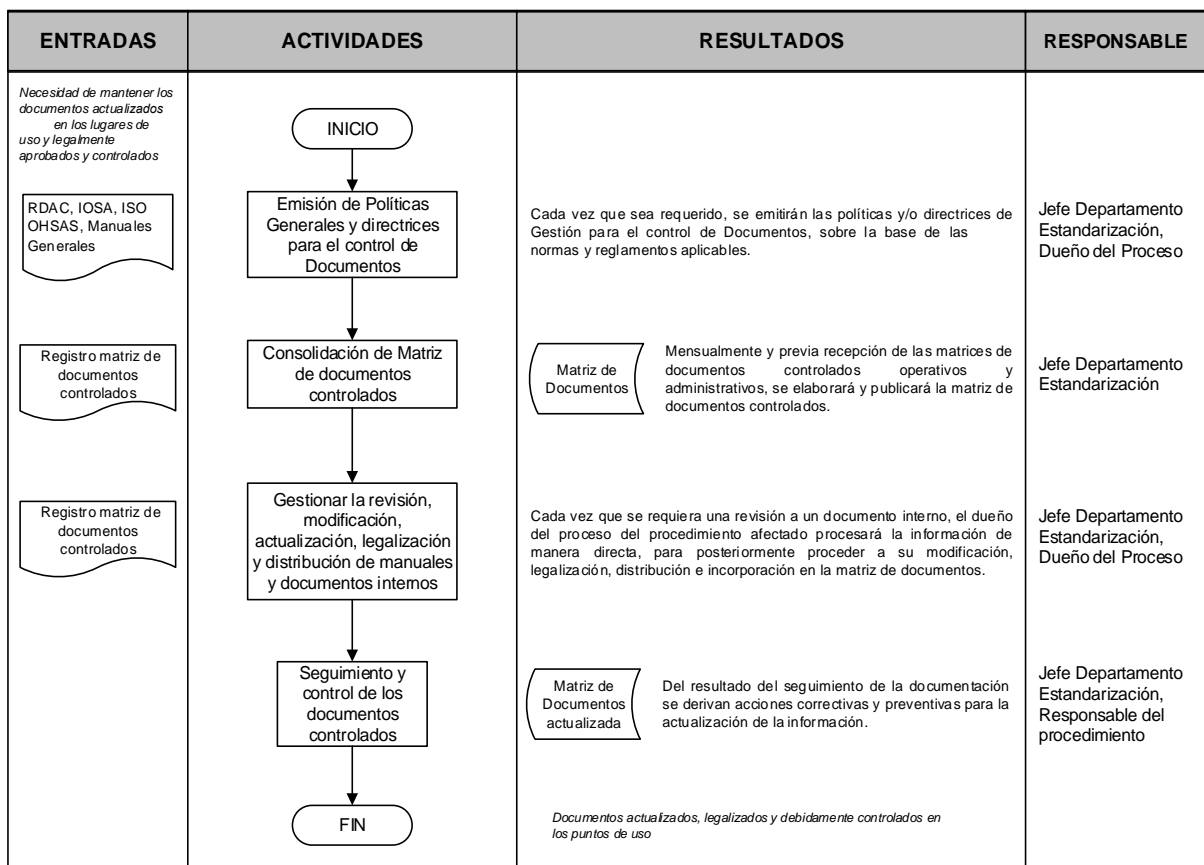 ENTRADAS
ACTIVIDADES
RESULTADOS
RESPONSABLE
Necesidad de mantener los
documentos actualizados
en los lugares de
uso y legalmente
aprobados y controlados
INICIO
RDAC, IOSA, ISO
OHSAS, Manuales
Generales
Emisión de Políticas
Generales y directrices
para el control de
Documentos
Cada vez que sea requerido, se emitirán las políticas y/o directrices de
Gestión para el control de Documentos, sobre la base de las
normas y reglamentos aplicables.
Jefe Departamento
Estandarización,
Dueño del Proceso
Registro matriz de
documentos
controlados
Consolidación de Matriz
de documentos
controlados
Matriz de
Documentos
Mensualmente y previa recepción de las matrices de
documentos controlados operativos y
administrativos, se elaborará y publicará la matriz de
documentos controlados.
Jefe Departamento
Estandarización
Registro matriz de
documentos
controlados
Gestionar la revisión,
modificación,
actualización, legalización
y distribución de manuales
y documentos internos
Cada vez que se requiera una revisión a un documento interno, el dueño
del proceso del procedimiento afectado procesará la información de
manera directa, para posteriormente proceder a su modificación,
legalización, distribución e incorporación en la matriz de documentos.
Jefe Departamento
Estandarización,
Dueño del Proceso
Seguimiento y
control de los
documentos
controlados
Matriz de
Documentos
actualizada
Del resultado del seguimiento de la documentación
se derivan acciones correctivas y preventivas para la
actualización de la información.
Jefe Departamento
Estandarización,
Responsable del
procedimiento
FIN
Documentos actualizados, legalizados y debidamente controlados en
los puntos de uso